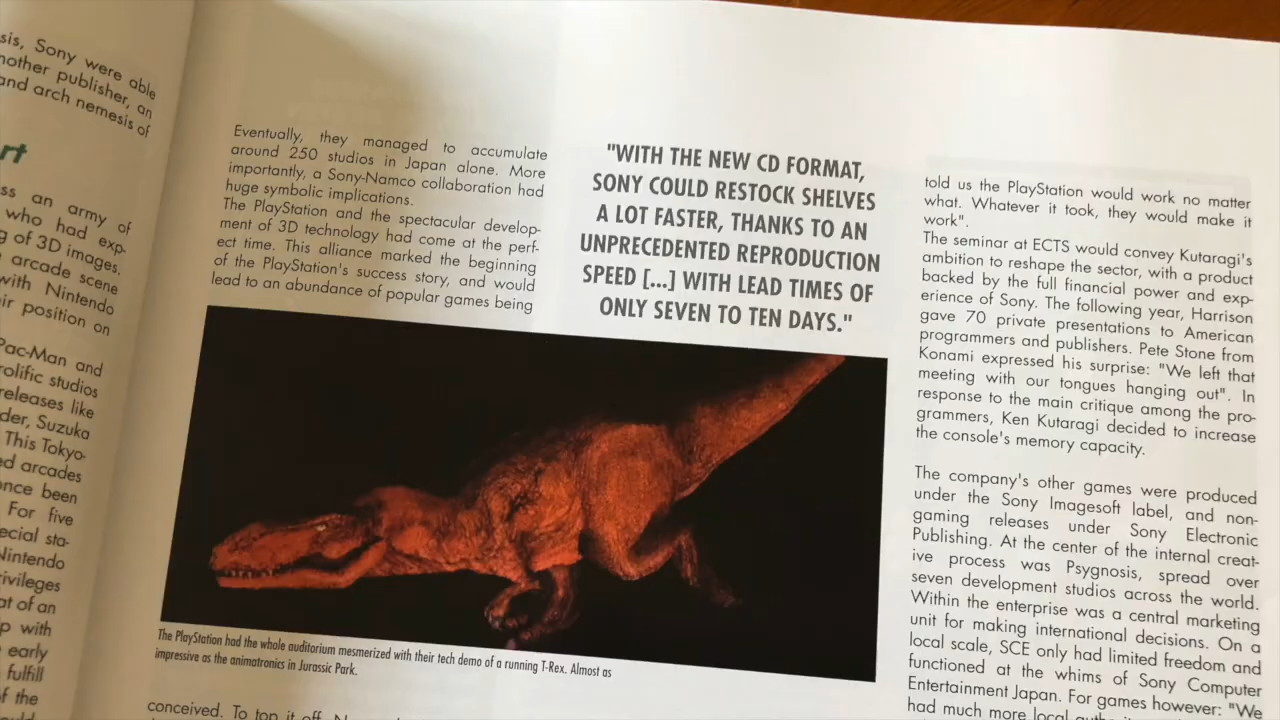 sis, Sony were able
nother publisher, an
and arch nemesis of
rt
ss an army of
who had exp-
g of 3D images.
arcade scene
with Nintendo
ir position on
Pac-Man and
rolific studios
releases like
der, Suzuka
This Tokyo-
ed arcades
once been
For five
ecial sta-
Nintendo
rivileges
at of an
p with
early
fulfill
f the
Eventually, they managed to accumulate
around 250 studios in Japan alone. More
importantly, a Sony-Namco collaboration had
huge symbolic implications.
The PlayStation and the spectacular develop-
ment of 3D technology had come at the perf-
ect time. This alliance marked the beginning
of the PlayStation's success story, and would
lead to an abundance of popular games being
"WITH THE NEW CD FORMAT,
SONY COULD RESTOCK SHELVES
A LOT FASTER, THANKS TO AN
UNPRECEDENTED REPRODUCTION
SPEED [...] WITH LEAD TIMES OF
ONLY SEVEN TO TEN DAYS."
The PlayStation had the whole auditorium mesmerized with their tech demo of a running T-Rex. Almost as
impressive as the animatronics in Jurassic Park.
conceived. To top it off,
told us the PlayStation would work no matter
what. Whatever it took, they would make it
work".
The seminar at ECTS would convey Kutaragi's
ambition to reshape the sector, with a product
backed by the full financial power and exp-
erience of Sony. The following year, Harrison
gave 70 private presentations to American
programmers and publishers. Pete Stone from
Konami expressed his surprise: "We left that
meeting with our tongues hanging out". In
response to the main critique among the pro-
grammers, Ken Kutaragi decided to increase
the console's memory capacity.
The company's other games were produced
under the Sony Imagesoft label, and non-
gaming releases under Sony Electronic
Publishing. At the center of the internal creat-
ive process was Psygnosis, spread over
seven development studios across the world.
Within the enterprise was a central marketing
unit for making international decisions. On a
local scale, SCE only had limited freedom and
functioned at the whims of Sony Computer
Entertainment Japan. For games however: "We
had much more local